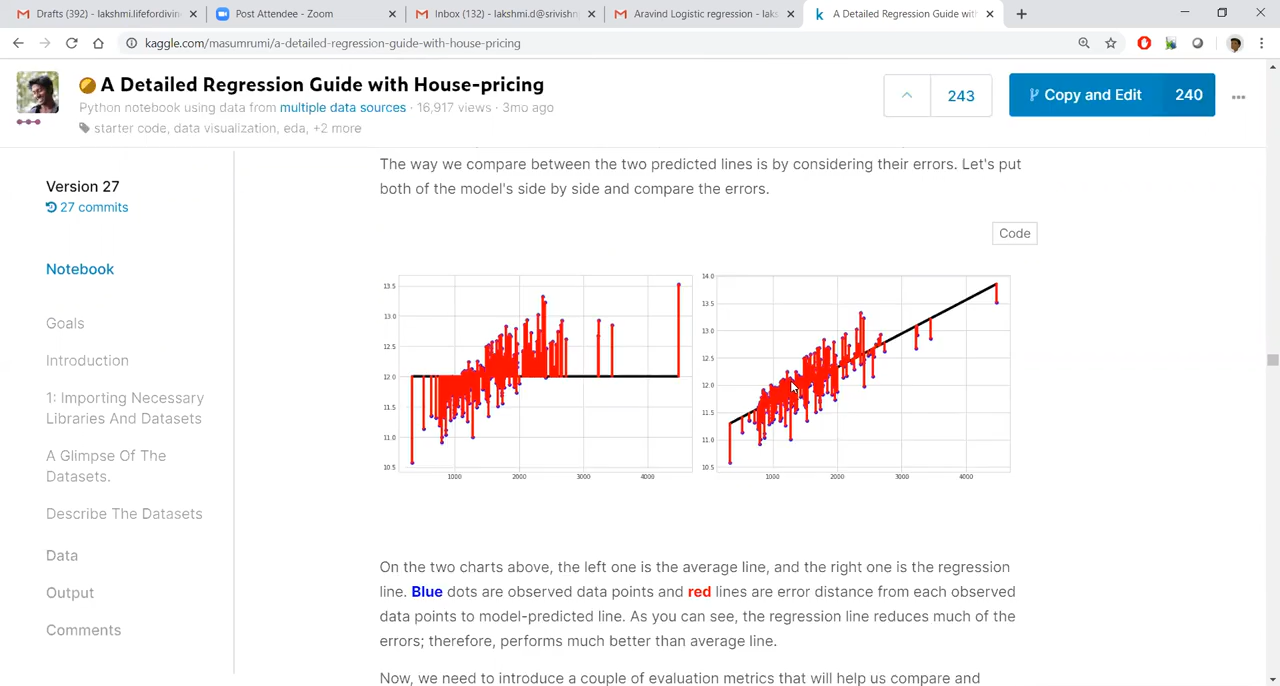 Drafts (392) - lakshmi.lifefordivin
Post Attendee - Zoom
Inbox (132) - lakshmi.d@srivishn
Aravind Logistic regression - laks
A Detailed Regression Guide with
kaggle.com/masumrumi/a-detailed-regression-guide-with-house-pricing
A Detailed Regression Guide with House-pricing
Python notebook using data from multiple data sources · 16,917 views · 3mo ago
starter code, data visualization, eda, +2 more
243
Copy and Edit 240
Version 27
27 commits
Notebook
Goals
Introduction
1: Importing Necessary
Libraries And Datasets
A Glimpse Of The
Datasets.
Describe The Datasets
Data
Output
Comments
The way we compare between the two predicted lines is by considering their errors. Let's put
both of the model's side by side and compare the errors.
Code
13.5
13.0
12.5
12.0
11.5
11.0
10.5
1000 2000 3000 4000
14.0
13.5
13.0
12.5
12.0
11.5
11.0
10.5
1000 2000 3000 4000
On the two charts above, the left one is the average line, and the right one is the regression
line. Blue dots are observed data points and red lines are error distance from each observed
data points to model-predicted line. As you can see, the regression line reduces much of the
errors; therefore, performs much better than average line.
Now, we need to introduce a couple of evaluation metrics that will help us compare and